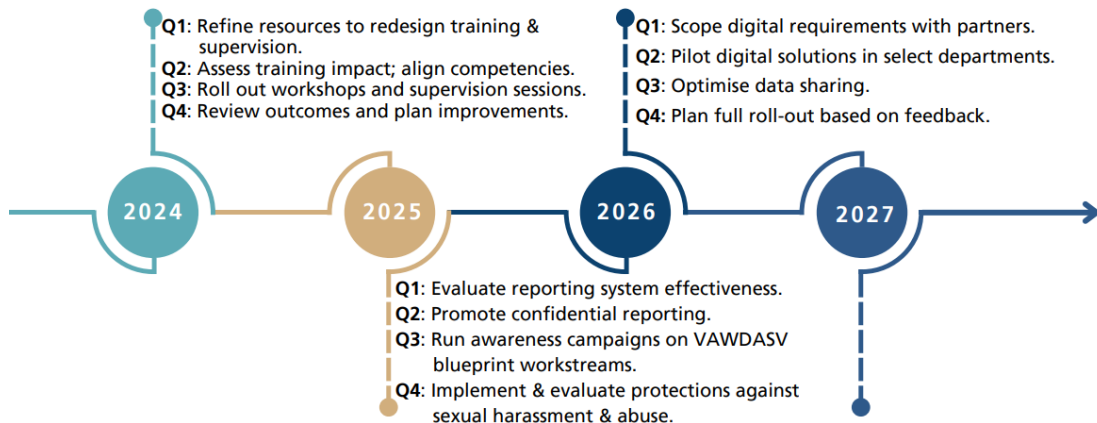 Q1: Refine resources to redesign training &
supervision.
Q2: Assess training impact; align competencies.
Q3: Roll out workshops and supervision sessions.
Q4: Review outcomes and plan improvements.
Q1: Scope digital requirements with partners.
Q2: Pilot digital solutions in select departments.
Q3: Optimise data sharing.
Q4: Plan full roll-out based on feedback.
2024
2025
2026
2027
Q1: Evaluate reporting system effectiveness.
Q2: Promote confidential reporting.
Q3: Run awareness campaigns on VAWDASV
blueprint workstreams.
Q4: Implement & evaluate protections against
sexual harassment & abuse.